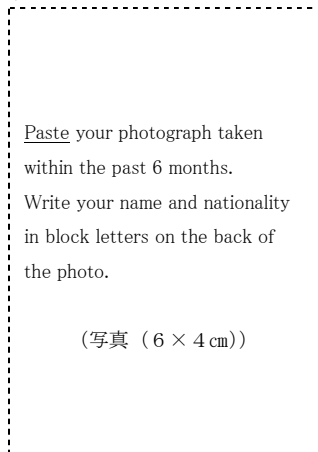 Paste your photograph taken
within the past 6 months.
Write your name and nationality
in block letters on the back of
the photo.
（写真（６×４㎝））